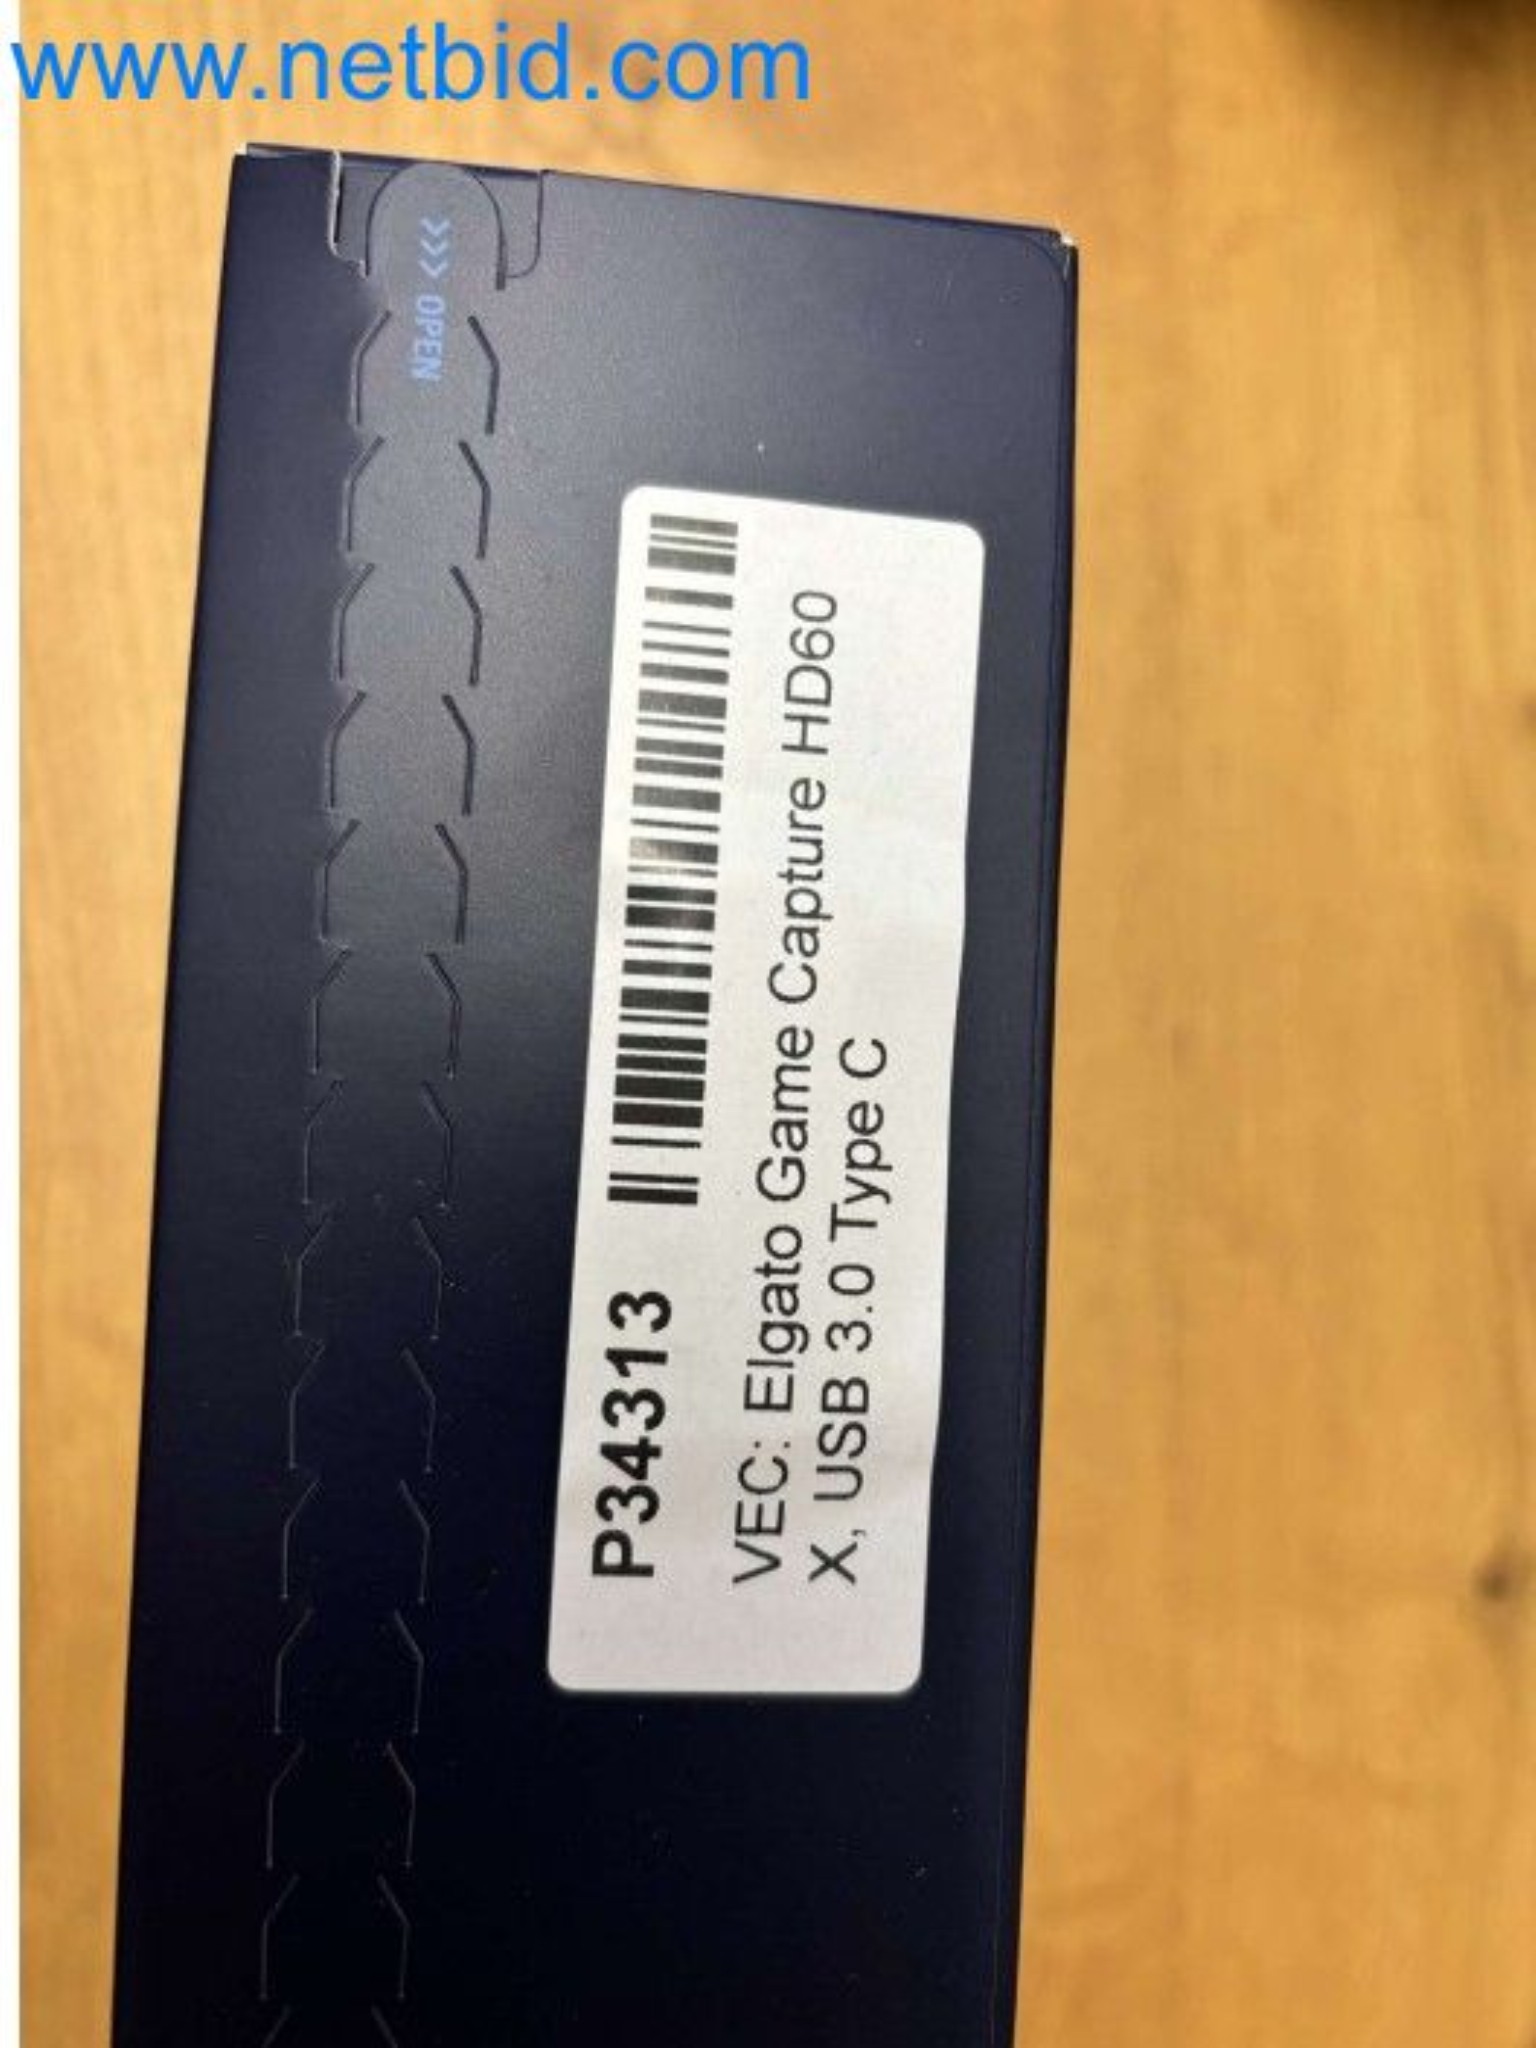 www.netbid.com
>>> OPEN
P34313
VEC: Elgato Game Capture HD60
X, USB 3.0 Type C